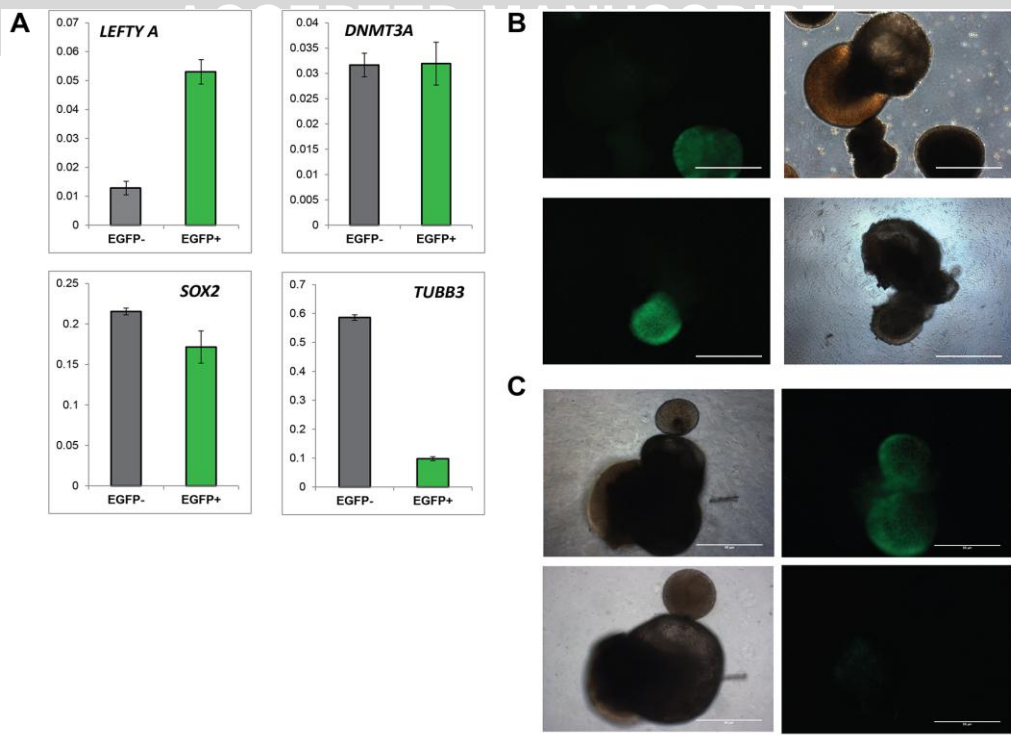 ACCEPTED MANUSCRIPT
A
LEFTY A
0.07
0.06
0.05
0.04
0.03
0.02
0.01
0
EGFP-
EGFP+
DNMT3A
0.04
0.035
0.03
0.025
0.02
0.015
0.01
0.005
0
EGFP-
EGFP+
SOX2
0.25
0.2
0.15
0.1
0.05
0
EGFP-
EGFP+
TUBB3
0.7
0.6
0.5
0.4
0.3
0.2
0.1
0
EGFP-
EGFP+
B
C